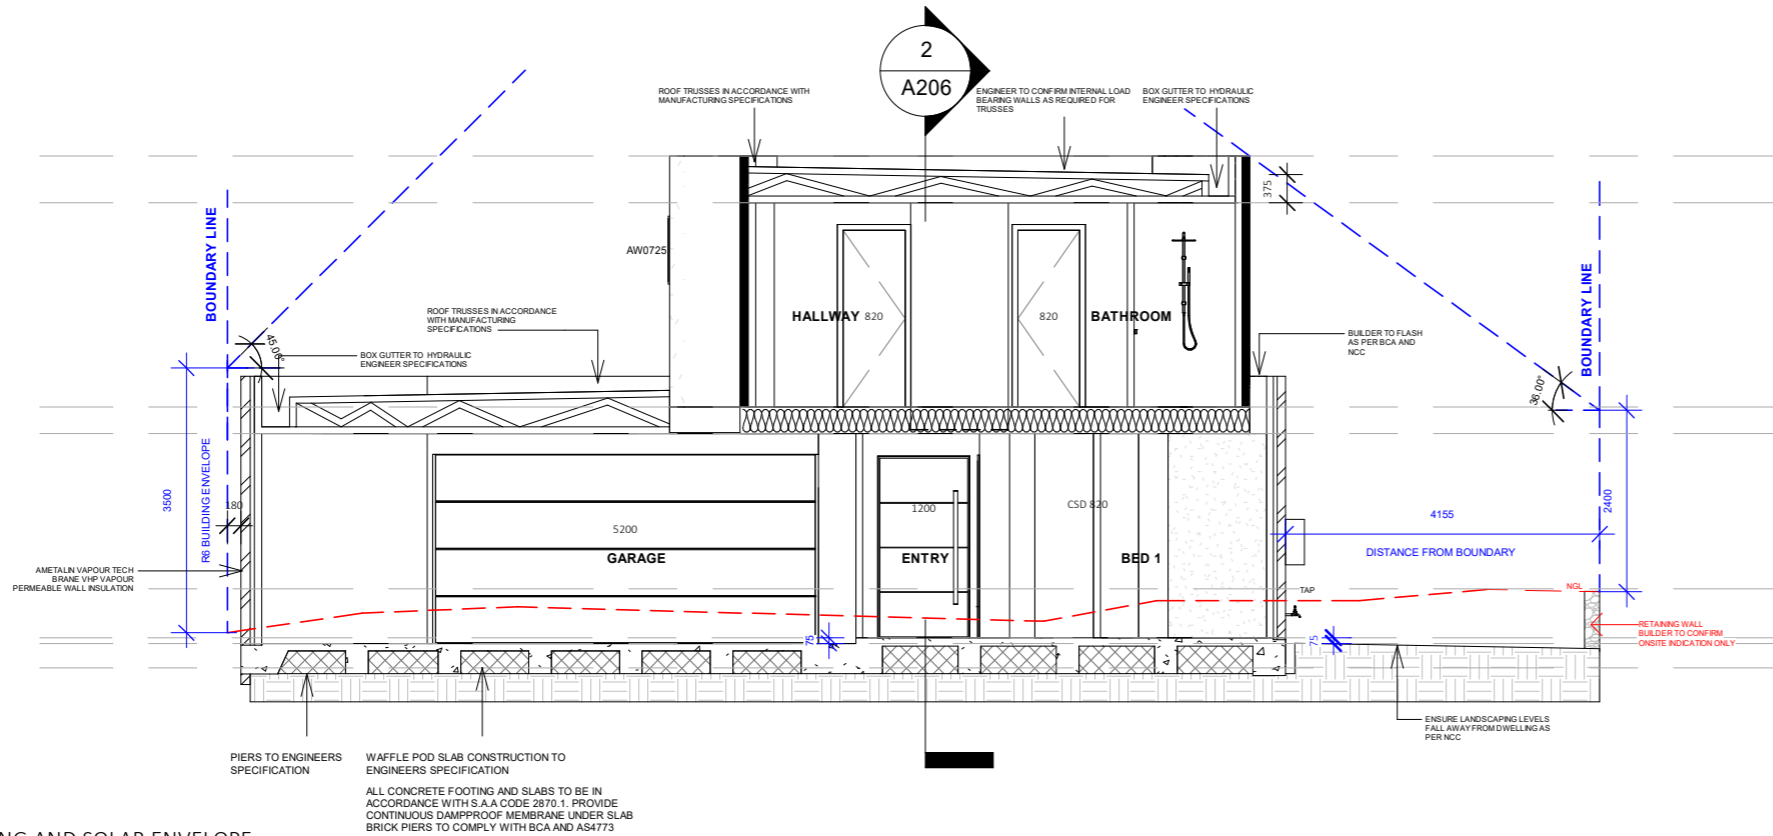 2
A206
ROOF TRUSSES IN ACCORDANCE WITH
MANUFACTURING SPECIFICATIONS
ENGINEER TO CONFIRM INTERNAL LOAD
BEARING WALLS AS REQUIRED FOR
TRUSSES
BOX GUTTER TO HYDRAULIC
ENGINEER SPECIFICATIONS
375
BOUNDARY LINE
AW0725
HALLWAY
820
820
BATHROOM
BOUNDARY LINE
ROOF TRUSSES IN ACCORDANCE
WITH MANUFACTURING
SPECIFICATIONS
45.00°
BOX GUTTER TO HYDRAULIC
ENGINEER SPECIFICATIONS
BUILDER TO FLASH
AS PER BCA AND
NCC
36.00°
3500
R6 BUILDING ENVELOPE
180
5200
GARAGE
1200
ENTRY
CSD 820
BED 1
4155
DISTANCE FROM BOUNDARY
2400
AMETALIN VAPOUR TECH
BRANE VHP VAPOUR
PERMEABLE WALL INSULATION
TAP
NGL
75
75
RETAINING WALL
BUILDER TO CONFIRM
ONSITE INDICATION ONLY
ENSURE LANDSCAPING LEVELS
FALL AWAY FROM DWELLING AS
PER NCC
PIERS TO ENGINEERS
SPECIFICATION
WAFFLE POD SLAB CONSTRUCTION TO
ENGINEERS SPECIFICATION
ALL CONCRETE FOOTING AND SLABS TO BE IN
ACCORDANCE WITH S.A.A CODE 2870.1. PROVIDE
CONTINUOUS DAMPPROOF MEMBRANE UNDER SLAB
BRICK PIERS TO COMPLY WITH BCA AND AS4773
AND SOLAR ENVELOPE